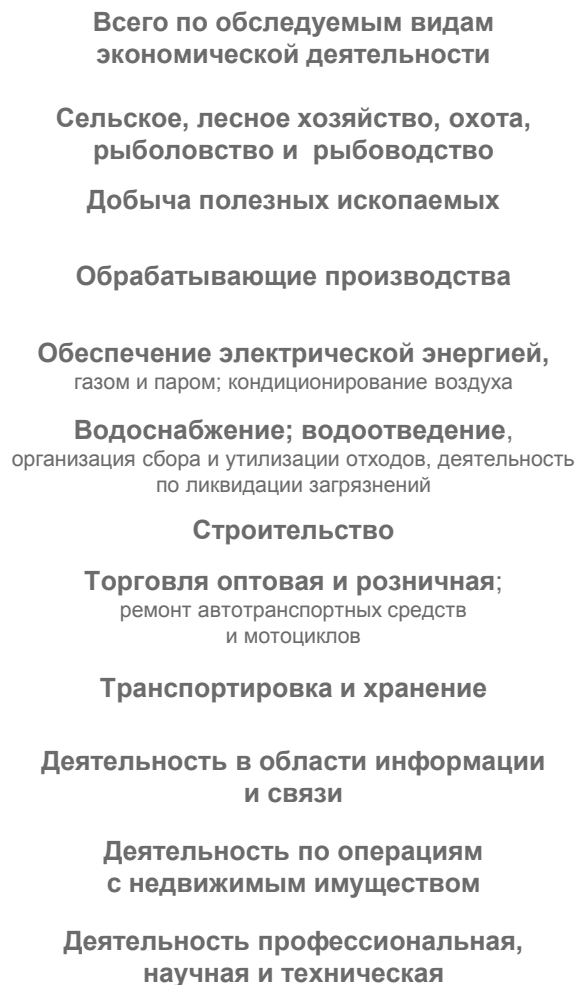 Всего по обследуемым видам
экономической деятельности
Сельское, лесное хозяйство, охота,
рыболовство и рыбоводство
Добыча полезных ископаемых
Обрабатывающие производства
Обеспечение электрической энергией,
газом и паром; кондиционирование воздуха
Водоснабжение; водоотведение,
организация сбора и утилизации отходов, деятельность
по ликвидации загрязнений
Строительство
Торговля оптовая и розничная;
ремонт автотранспортных средств
и мотоциклов
Транспортировка и хранение
Деятельность в области информации
и связи
Деятельность по операциям
с недвижимым имуществом
Деятельность профессиональная,
научная и техническая